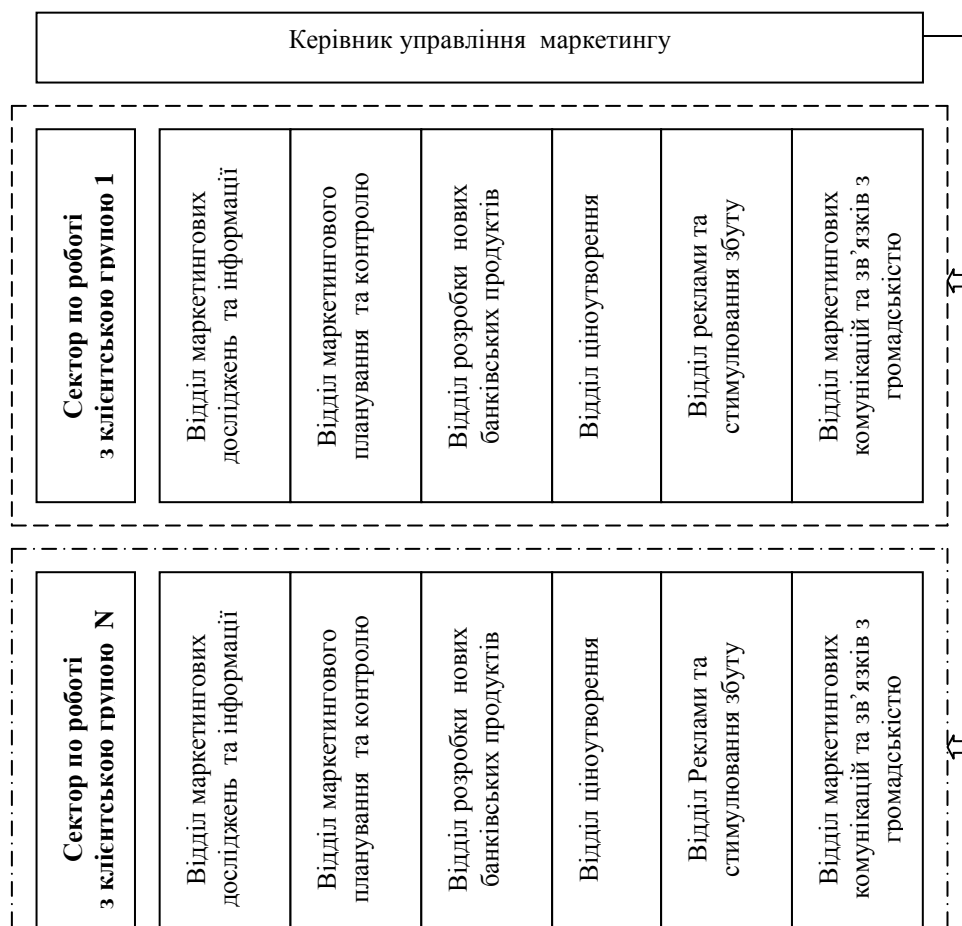 Керівник управління маркетингу
Сектор по роботі
з клієнтською групою 1
Відділ маркетингових
досліджень та інформації
Відділ маркетингового
планування та контролю
Відділ розробки нових
банківських продуктів
Відділ ціноутворення
Відділ реклами та
стимулювання збуту
Відділ маркетингових
комунікацій та зв’язків з
громадськістю
Сектор по роботі
з клієнтською групою N
Відділ маркетингових
досліджень та інформації
Відділ маркетингового
планування та контролю
Відділ розробки нових
банківських продуктів
Відділ ціноутворення
Відділ Реклами та
стимулювання збуту
Відділ маркетингових
комунікацій та зв’язків з
громадськістю